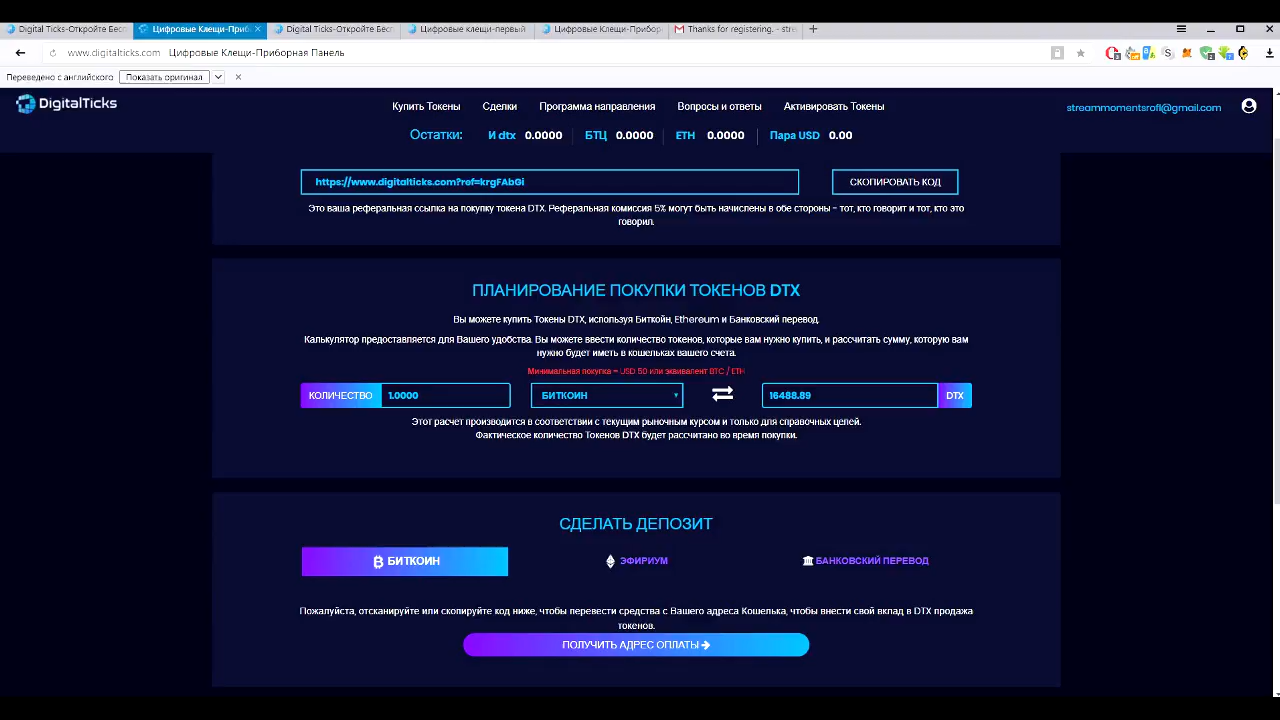 Digital Ticks-Откройте Бесп
Цифровые Клещи-Приб
Digital Ticks-Откройте Бесп
Цифровые клещи-первый
Цифровые Клещи-Прибор
Thanks for registering. - stre
www.digitalticks.com Цифровые Клещи-Приборная Панель
Переведено с английского Показать оригинал
DigitalTicks
Купить Токены Сделки Программа направления Вопросы и ответы Активировать Токены
streammomentsrofl@gmail.com
Остатки: И dtx 0.0000 БТЦ 0.0000 ETH 0.0000 Пара USD 0.00
https://www.digitalticks.com?ref=krgFAbGi
СКОПИРОВАТЬ КОД
Это ваша реферальная ссылка на покупку токена DTX. Реферальная комиссия 5% могут быть начислены в обе стороны - тот, кто говорит и тот, кто это
говорил.
ПЛАНИРОВАНИЕ ПОКУПКИ ТОКЕНОВ DTX
Вы можете купить Токены DTX, используя Биткойн, Ethereum и Банковский перевод.
Калькулятор предоставляется для Вашего удобства. Вы можете ввести количество токенов, которые вам нужно купить, и рассчитать сумму, которую вам
нужно будет иметь в кошельках вашего счета.
Минимальная покупка = USD 50 или эквивалент BTC / ETH
КОЛИЧЕСТВО 1.0000 БИТКОИН 16488.89 DTX
Этот расчет производится в соответствии с текущим рыночным курсом и только для справочных целей.
Фактическое количество Токенов DTX будет рассчитано во время покупки.
СДЕЛАТЬ ДЕПОЗИТ
БИТКОИН ЭФИРИУМ БАНКОВСКИЙ ПЕРЕВОД
Пожалуйста, отсканируйте или скопируйте код ниже, чтобы перевести средства с Вашего адреса Кошелька, чтобы внести свой вклад в DTX продажа
токенов.
ПОЛУЧИТЬ АДРЕС ОПЛАТЫ